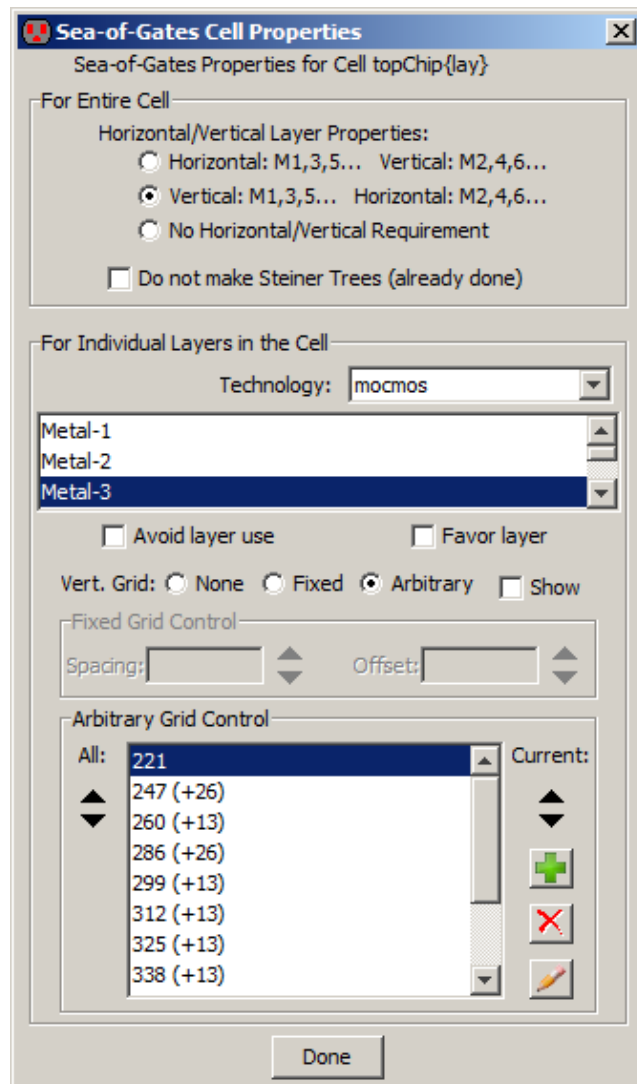 Sea-of-Gates Cell Properties
Sea-of-Gates Properties for Cell topChip{lay}
For Entire Cell
Horizontal/Vertical Layer Properties:
Horizontal: M1,3,5... Vertical: M2,4,6...
Vertical: M1,3,5... Horizontal: M2,4,6...
No Horizontal/Vertical Requirement
Do not make Steiner Trees (already done)
For Individual Layers in the Cell
Technology: mocmos
Metal-1
Metal-2
Metal-3
Avoid layer use Favor layer
Vert. Grid: None Fixed Arbitrary Show
Fixed Grid Control
Spacing: Offset:
Arbitrary Grid Control
All: 221 Current:
247 (+26)
260 (+13)
286 (+26)
299 (+13)
312 (+13)
325 (+13)
338 (+13)
Done